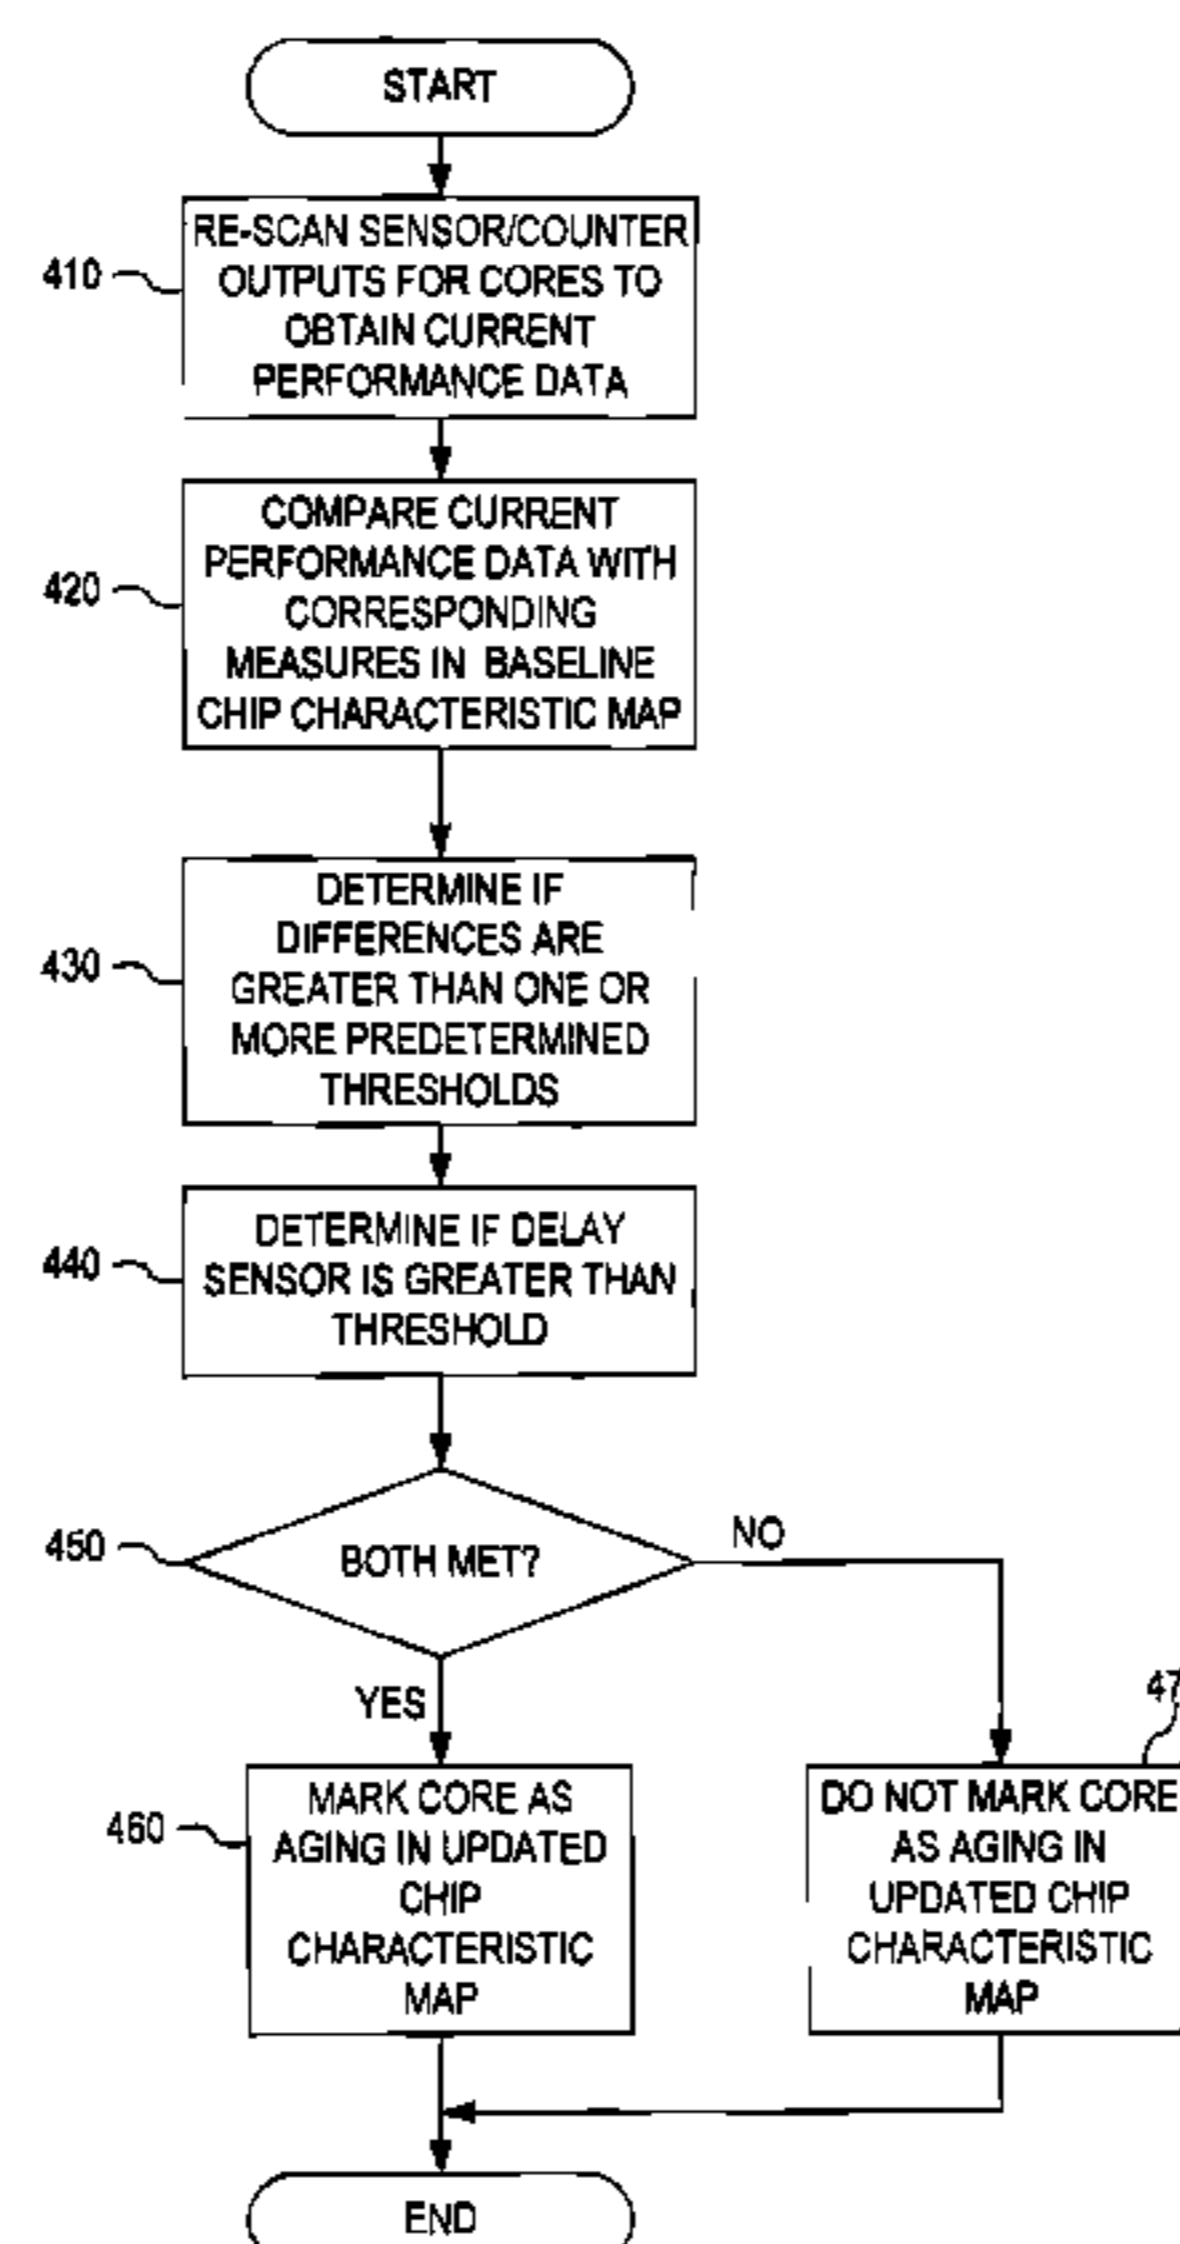 START
410
RE-SCAN SENSOR/COUNTER
OUTPUTS FOR CORES TO
OBTAIN CURRENT
PERFORMANCE DATA
420
COMPARE CURRENT
PERFORMANCE DATA WITH
CORRESPONDING
MEASURES IN BASELINE
CHIP CHARACTERISTIC MAP
430
DETERMINE IF
DIFFERENCES ARE
GREATER THAN ONE OR
MORE PREDETERMINED
THRESHOLDS
440
DETERMINE IF DELAY
SENSOR IS GREATER THAN
THRESHOLD
450
BOTH MET?
NO
YES
460
MARK CORE AS
AGING IN UPDATED
CHIP
CHARACTERISTIC
MAP
DO NOT MARK CORE
AS AGING IN
UPDATED CHIP
CHARACTERISTIC
MAP
END